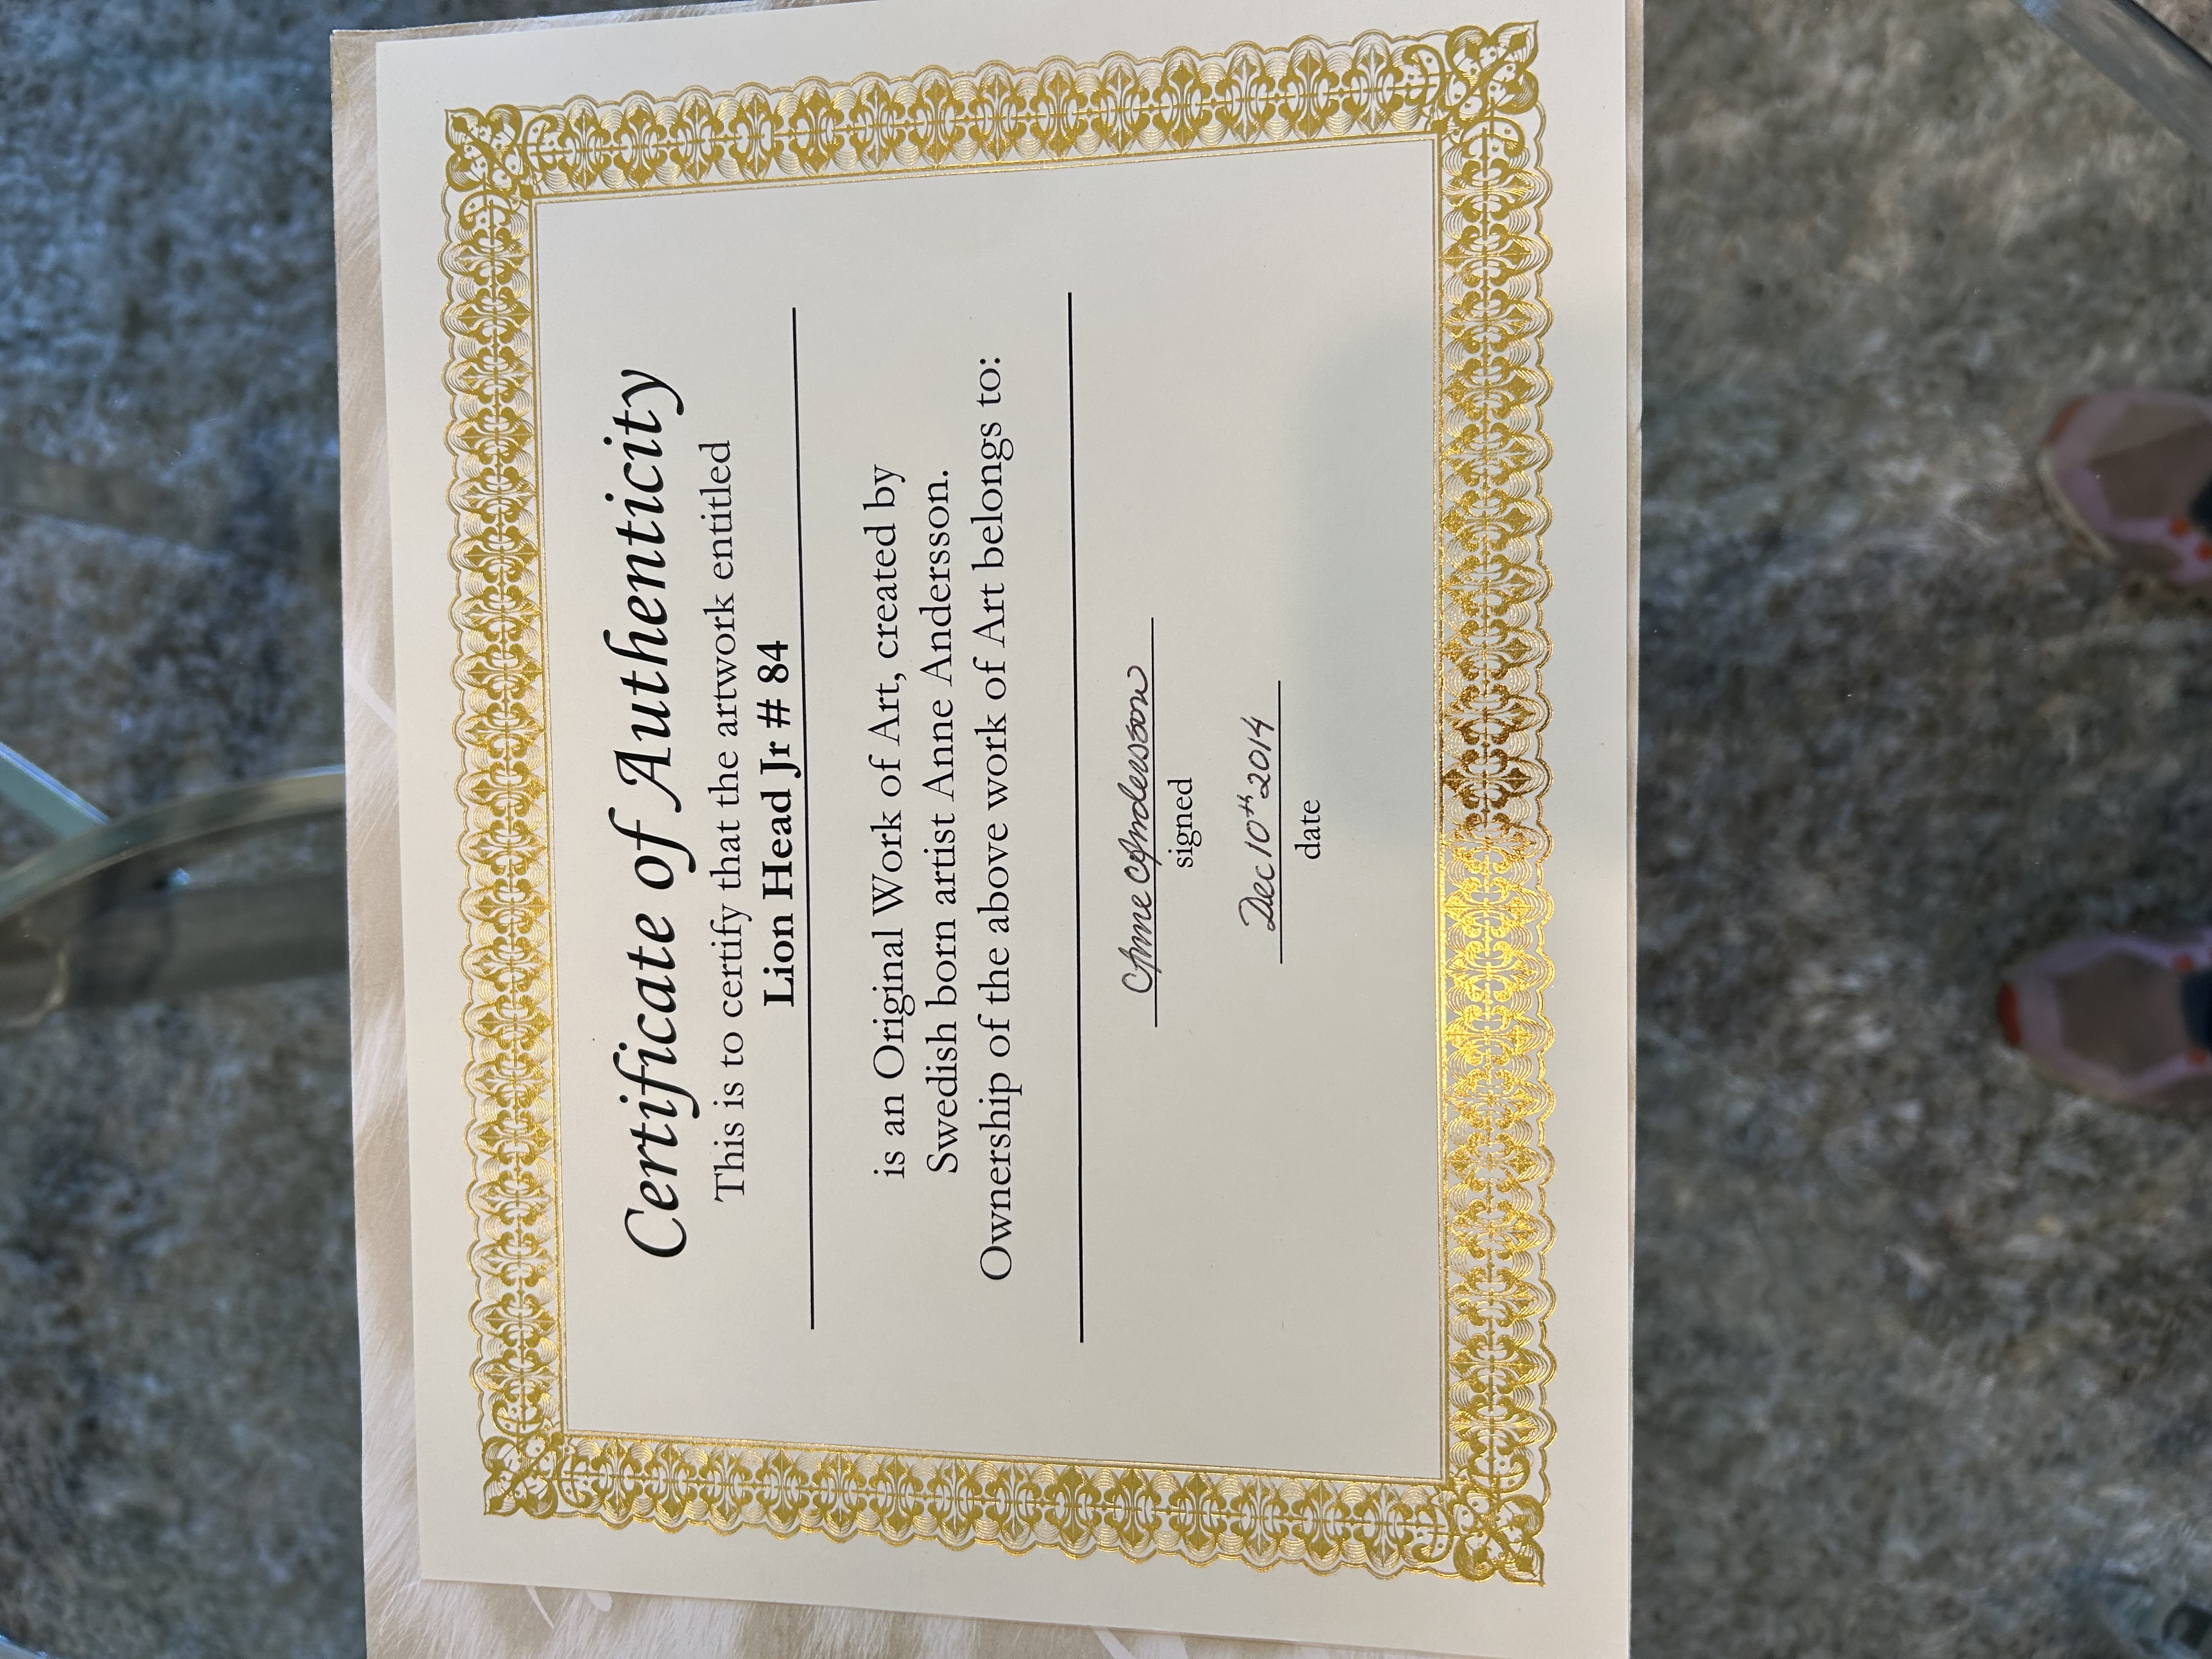 Certificate of Authenticity
This is to certify that the artwork entitled
Lion Head Jr # 84
is an Original Work of Art, created by
Swedish born artist Anne Andersson.
Ownership of the above work of Art belongs to:
Anne Andersson
signed
Dec 10th 2014
date